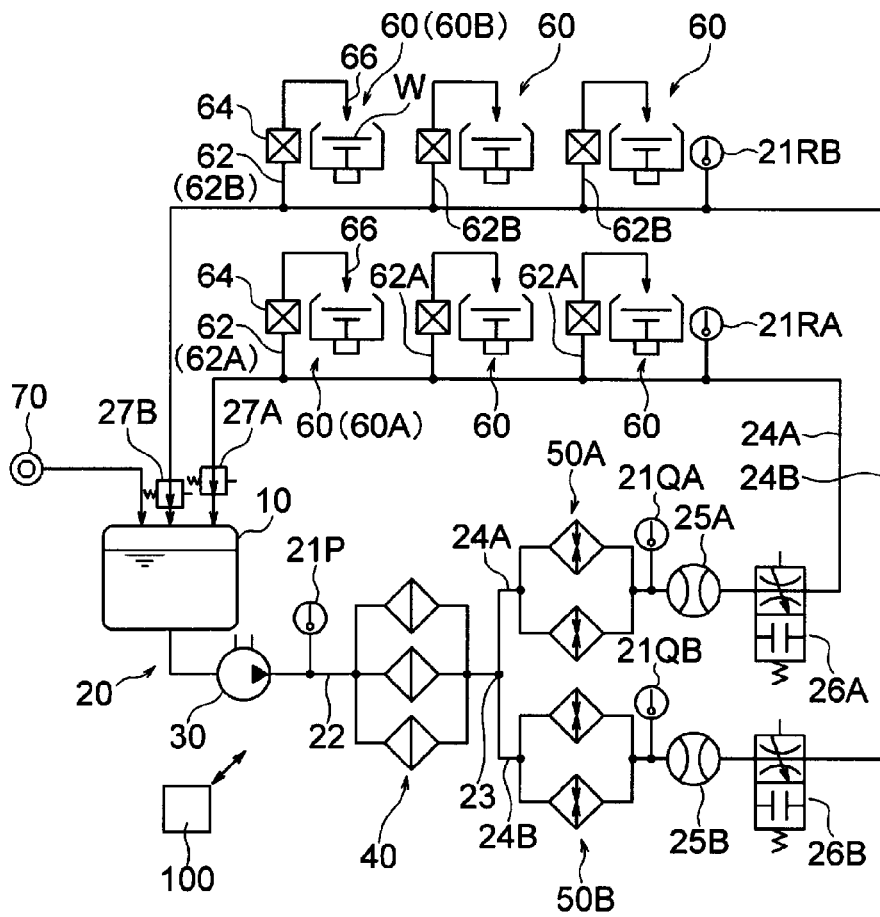 60(60B) 60 60
66
W
64
62
(62B)
21RB
62B 62B
66
64
62A 62A
21RA
62
(62A)
70
27B 27A
60(60A) 60 60
24A
24B
50A
21QA
25A
10
21P
24A
21QB
20
30
22
26A
23
24B
40
25B
26B
100
50B